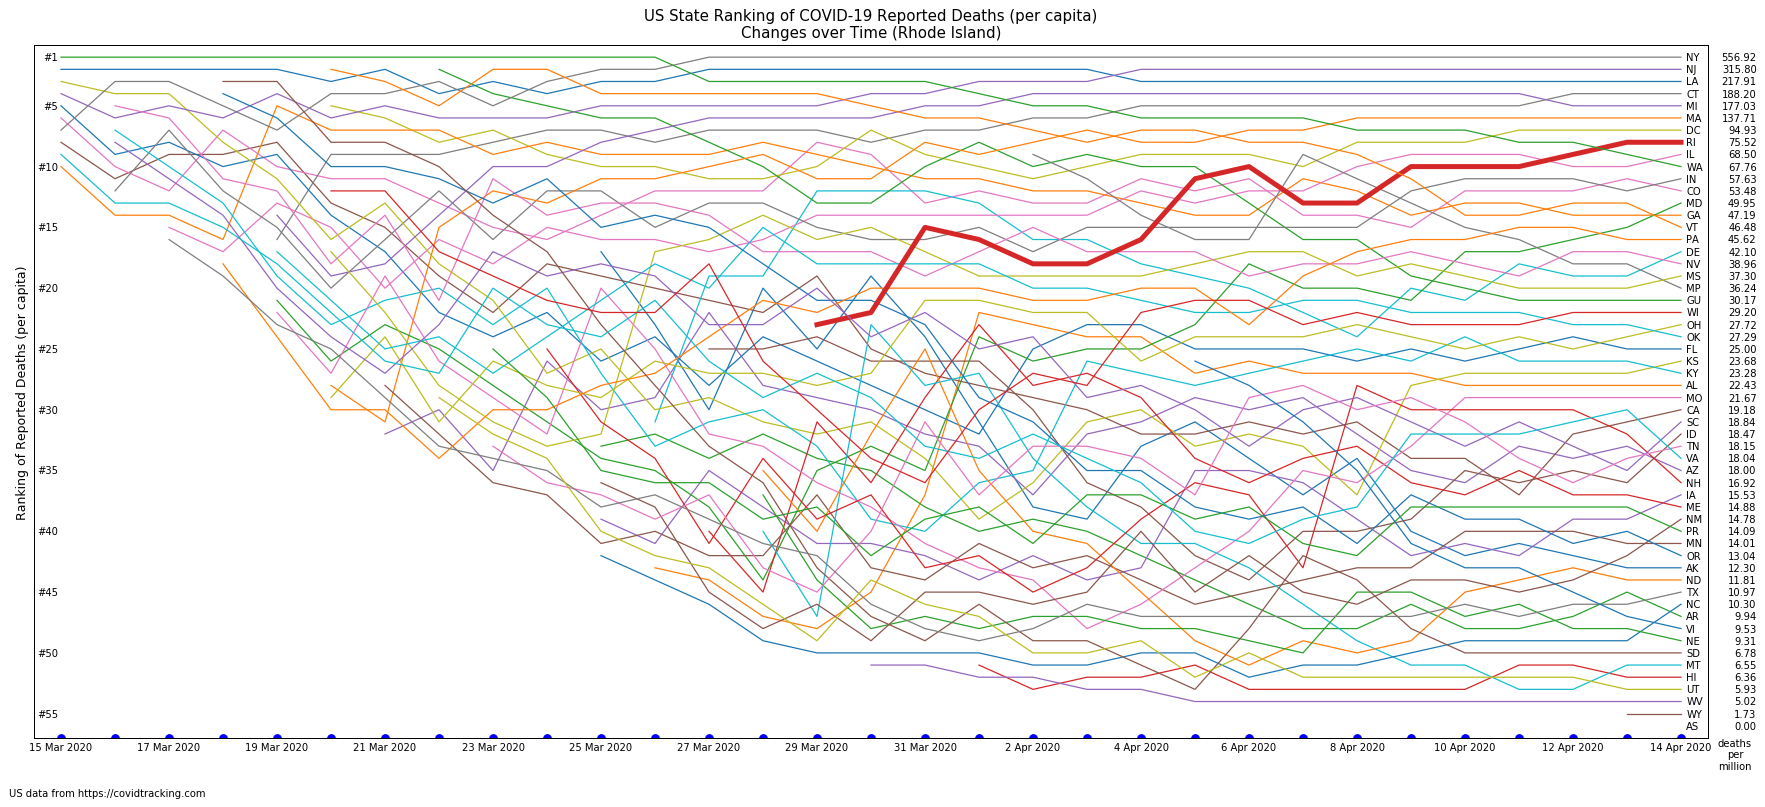 US State Ranking of COVID-19 Reported Deaths (per capita)
Changes over Time (Rhode Island)
Ranking of Reported Deaths (per capita)
#1
#5
#10
#15
#20
#25
#30
#35
#40
#45
#50
#55
NY 556.92
NJ 315.80
LA 217.91
CT 188.20
MI 177.03
MA 137.71
DC 94.93
RI 75.52
IL 68.50
WA 67.76
IN 57.63
CO 53.48
MD 49.95
GA 47.19
VT 46.48
PA 45.62
DE 42.10
NV 38.96
MS 37.30
MP 36.24
GU 30.17
WI 29.20
OH 27.72
OK 27.29
FL 25.00
KS 23.68
KY 23.28
AL 22.43
MO 21.67
CA 19.18
SC 18.84
ID 18.47
TN 18.15
VA 18.04
AZ 18.00
NH 16.92
IA 15.53
ME 14.88
NM 14.78
PR 14.09
MN 14.01
OR 13.04
AK 12.30
ND 11.81
TX 10.97
NC 10.30
AR 9.94
VI 9.53
NE 9.31
SD 6.78
MT 6.55
HI 6.36
UT 5.93
WV 5.02
WY 1.73
AS 0.00
15 Mar 2020
17 Mar 2020
19 Mar 2020
21 Mar 2020
23 Mar 2020
25 Mar 2020
27 Mar 2020
29 Mar 2020
31 Mar 2020
2 Apr 2020
4 Apr 2020
6 Apr 2020
8 Apr 2020
10 Apr 2020
12 Apr 2020
14 Apr 2020
deaths
per
million
US data from https://covidtracking.com